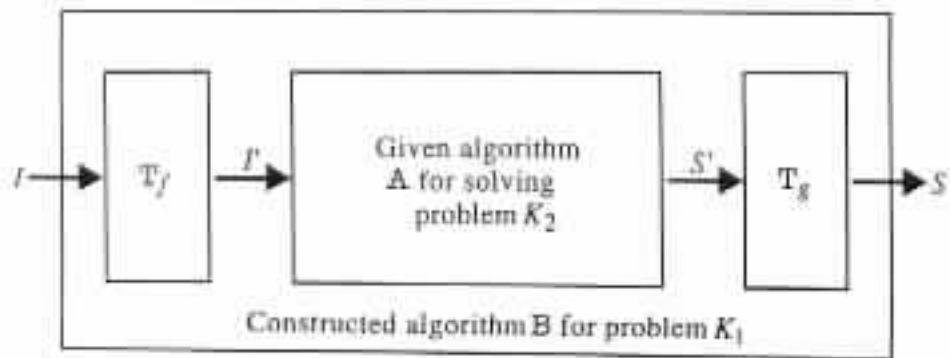 I
𝕋f
I'
Given algorithm
𝔸 for solving
problem K₂
S'
𝕋g
S
Constructed algorithm 𝔹 for problem K₁